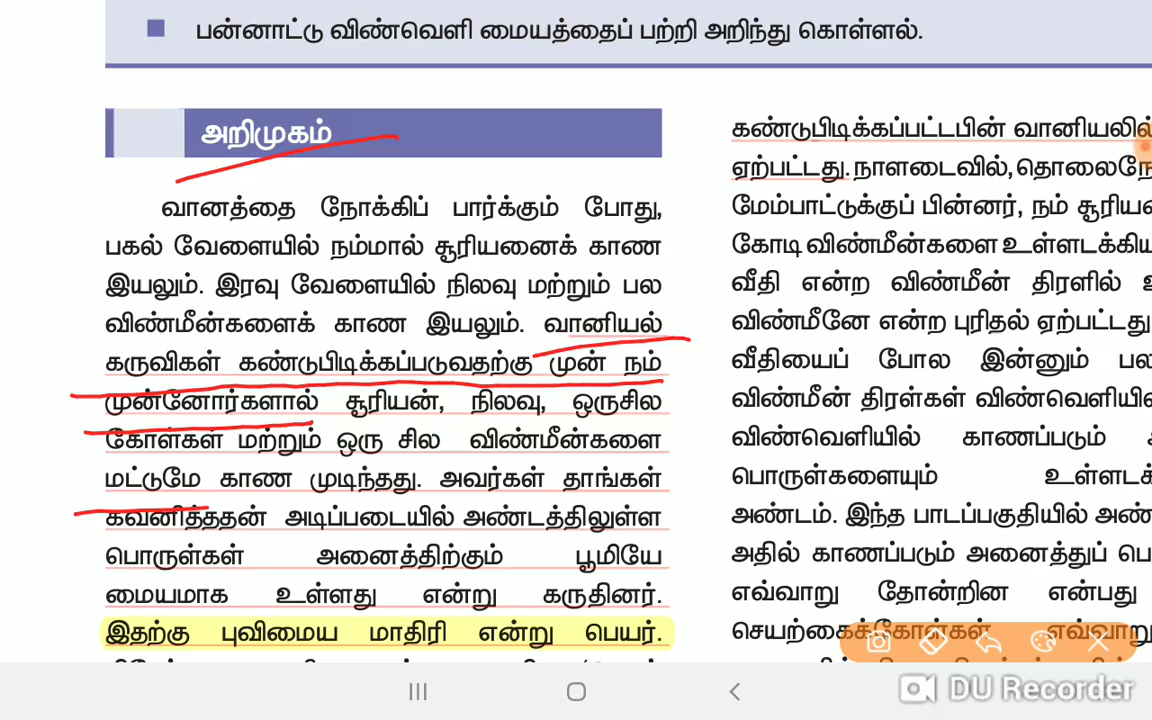 பன்னாட்டு விண்வெளி மையத்தைப் பற்றி அறிந்து கொள்ளல்.
அறிமுகம்
வானத்தை நோக்கிப் பார்க்கும் போது,
பகல் வேளையில் நம்மால் சூரியனைக் காண
இயலும். இரவு வேளையில் நிலவு மற்றும் பல
விண்மீன்களைக் காண இயலும். வானியல்
கருவிகள் கண்டுபிடிக்கப்படுவதற்கு முன் நம்
முன்னோர்களால் சூரியன், நிலவு, ஒருசில
கோள்கள் மற்றும் ஒரு சில விண்மீன்களை
மட்டுமே காண முடிந்தது. அவர்கள் தாங்கள்
கவனித்ததன் அடிப்படையில் அண்டத்திலுள்ள
பொருள்கள் அனைத்திற்கும் பூமியே
மையமாக உள்ளது என்று கருதினர்.
இதற்கு புவிமைய மாதிரி என்று பெயர்.
கண்டுபிடிக்கப்பட்டபின் வானியலில்
ஏற்பட்டது. நாளடைவில், தொலைநோ
மேம்பாட்டுக்குப் பின்னர், நம் சூரிய
கோடி விண்மீன்களை உள்ளடக்கிய
வீதி என்ற விண்மீன் திரளில்
விண்மீனே என்ற புரிதல் ஏற்பட்டது
வீதியைப் போல இன்னும் பல
விண்மீன் திரள்கள் விண்வெளியில்
விண்வெளியில் காணப்படும்
பொருள்களையும் உள்ளடக்
அண்டம். இந்த பாடப்பகுதியில் அண்
அதில் காணப்படும் அனைத்துப் பொ
எவ்வாறு தோன்றின என்பது
செயற்கைக்கோள்கள் எவ்வாறு
DU Recorder